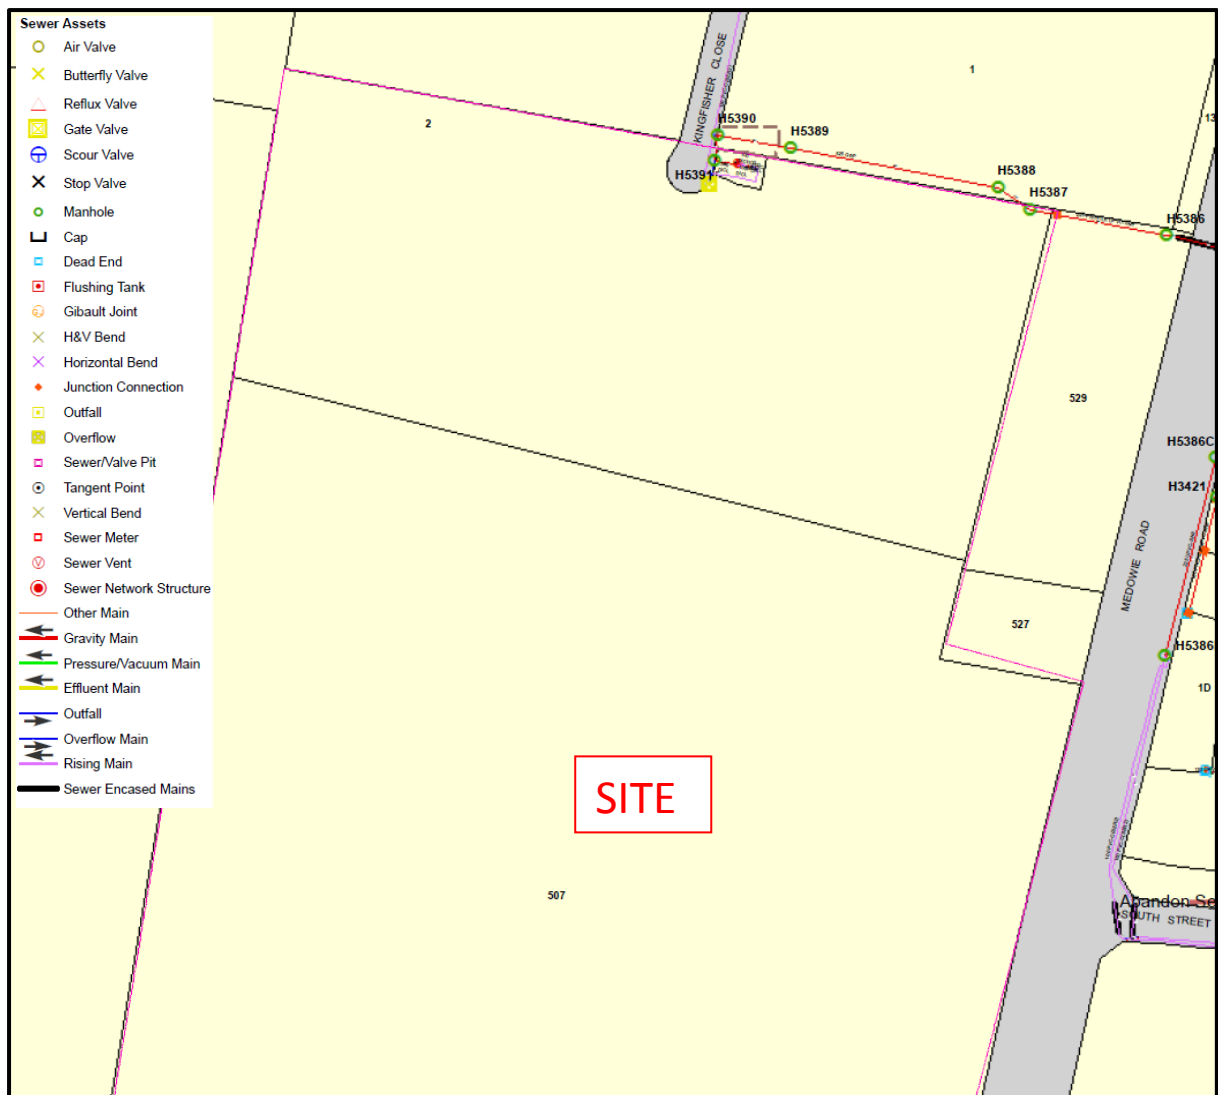 Sewer Assets
Air Valve
Butterfly Valve
Reflux Valve
Gate Valve
Scour Valve
Stop Valve
Manhole
Cap
Dead End
Flushing Tank
Gibault Joint
H&V Bend
Horizontal Bend
Junction Connection
Outfall
Overflow
Sewer/Valve Pit
Tangent Point
Vertical Bend
Sewer Meter
Sewer Vent
Sewer Network Structure
Other Main
Gravity Main
Pressure/Vacuum Main
Effluent Main
Outfall
Overflow Main
Rising Main
Sewer Encased Mains
KINGFISHER CLOSE
1
13
2
H5390
H5389
H5391
H5388
H5387
H5386
529
H5386C
H3421
MEDOWIE ROAD
527
H5386
1D
SITE
507
Abandon Se
SOUTH STREET